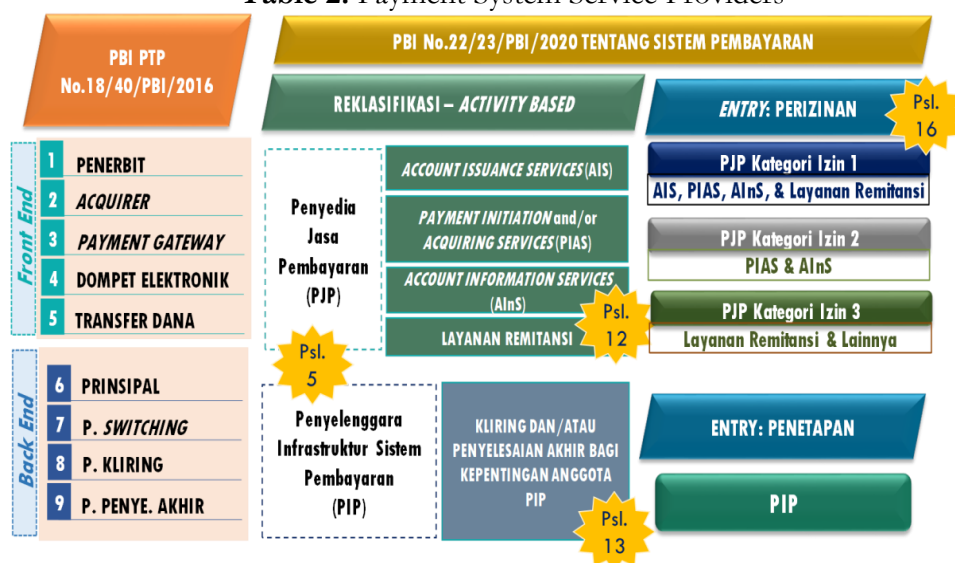 Table 2. Payment System Service Providers
PBI PTP
No.18/40/PBI/2016
PBI No.22/23/PBI/2020 TENTANG SISTEM PEMBAYARAN
REKLASIFIKASI – ACTIVITY BASED
ENTRY: PERIZINAN
Psl.
16
Front End
1 PENERBIT
2 ACQUIRER
3 PAYMENT GATEWAY
4 DOMPET ELEKTRONIK
5 TRANSFER DANA
Penyedia
Jasa
Pembayaran
(PJP)
ACCOUNT ISSUANCE SERVICES (AIS)
PAYMENT INITIATION and/or
ACQUIRING SERVICES (PIAS)
ACCOUNT INFORMATION SERVICES
(AInS)
LAYANAN REMITANSI
Psl.
12
PJP Kategori Izin 1
AIS, PIAS, AInS, & Layanan Remitansi
PJP Kategori Izin 2
PIAS & AInS
PJP Kategori Izin 3
Layanan Remitansi & Lainnya
Psl.
5
Back End
6 PRINSIPAL
7 P. SWITCHING
8 P. KLIRING
9 P. PENYE. AKHIR
Penyelenggara
Infrastruktur Sistem
Pembayaran
(PIP)
KLIRING DAN/ATAU
PENYELESAIAN AKHIR BAGI
KEPENTINGAN ANGGOTA
PIP
Psl.
13
ENTRY: PENETAPAN
PIP